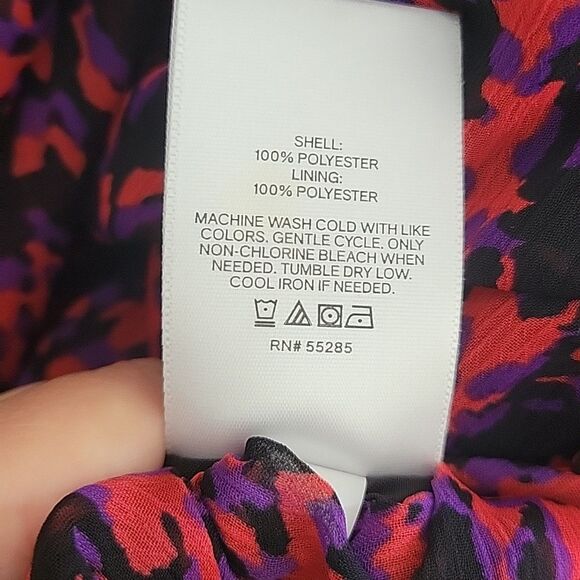 SHELL:
100% POLYESTER
LINING:
100% POLYESTER
MACHINE WASH COLD WITH LIKE
COLORS. GENTLE CYCLE. ONLY
NON-CHLORINE BLEACH WHEN
NEEDED. TUMBLE DRY LOW.
COOL IRON IF NEEDED.
RN# 55285